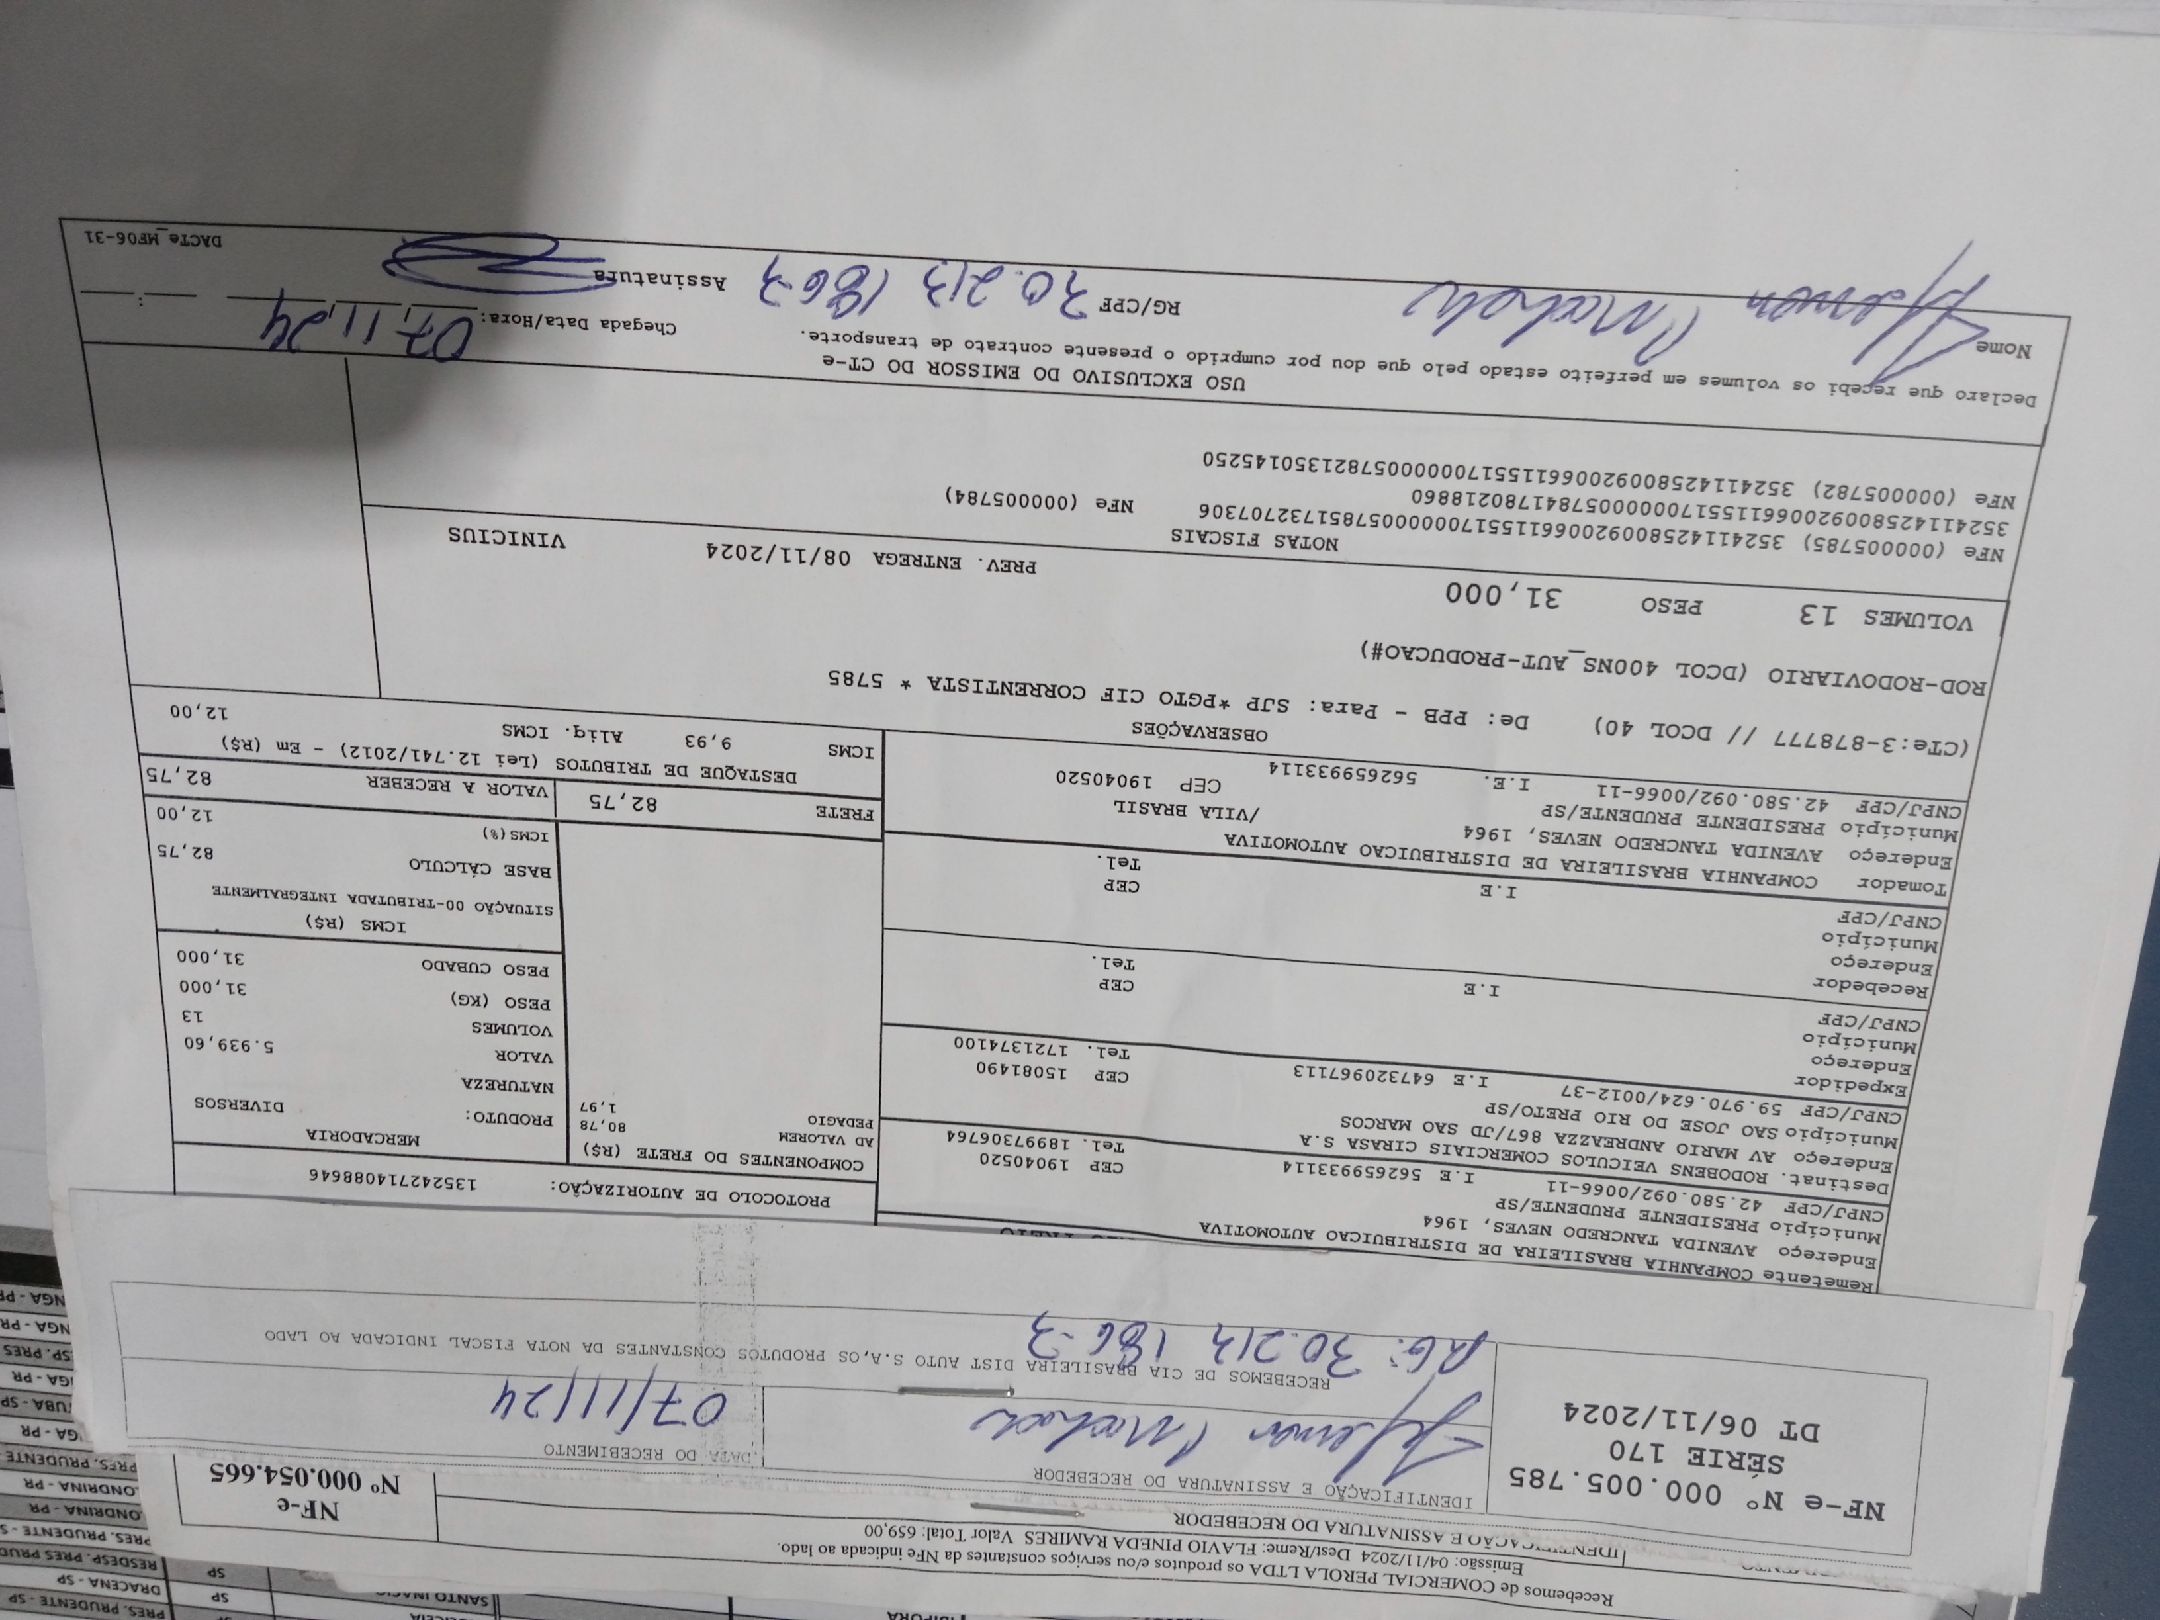 Recebemos de COMERCIAL PEROLA LTDA os produtos e/ou serviços constantes da NFe indicada ao lado.
Emissão: 04/11/2024 Dest/Reme: FLAVIO PINEDA RAMIRES Valor Total: 659,00
IDENTIFICAÇÃO E ASSINATURA DO RECEBEDOR
NF-e
Nº 000.054.665
NF-e Nº 000.005.785
SÉRIE 170
DT 06/11/2024
IDENTIFICAÇÃO E ASSINATURA DO RECEBEDOR
DATA DO RECEBIMENTO
07/11/24
RECEBEMOS DE CIA BRASILEIRA DIST AUTO S.A,OS PRODUTOS CONSTANTES DA NOTA FISCAL INDICADA AO LADO
RG: 30.213 186-3
Remetente COMPANHIA BRASILEIRA DE DISTRIBUICAO AUTOMOTIVA
Endereço AVENIDA TANCREDO NEVES, 1964
Município PRESIDENTE PRUDENTE/SP CEP 19040520
CNPJ/CPF 42.580.092/0066-11 I.E 562659933114 Tel. 18997306764
Destinat. RODOBENS VEICULOS COMERCIAIS CIRASA S.A
Endereço AV MARIO ANDREAZZA 867/JD SAO MARCOS
Município SAO JOSE DO RIO PRETO/SP CEP 15081490
CNPJ/CPF 59.970.624/0012-37 I.E 647320967113 Tel. 1721374100
Expedidor
Endereço
Município CEP
CNPJ/CPF I.E Tel.
Recebedor
Endereço
Município CEP
CNPJ/CPF I.E Tel.
Tomador COMPANHIA BRASILEIRA DE DISTRIBUICAO AUTOMOTIVA
Endereço AVENIDA TANCREDO NEVES, 1964 /VILA BRASIL
Município PRESIDENTE PRUDENTE/SP CEP 19040520
CNPJ/CPF 42.580.092/0066-11 I.E. 562659933114
PROTOCOLO DE AUTORIZAÇÃO: 135242714088646
COMPONENTES DO FRETE (R$)
AD VALOREM 80,78
PEDAGIO 1,97
FRETE 82,75
MERCADORIA
PRODUTO: DIVERSOS
NATUREZA
VALOR 5.939,60
VOLUMES 13
PESO (KG) 31,000
PESO CUBADO 31,000
ICMS (R$)
SITUAÇÃO 00-TRIBUTADA INTEGRALMENTE
BASE CÁLCULO 82,75
ICMS(%) 12,00
VALOR A RECEBER 82,75
DESTAQUE DE TRIBUTOS (Lei 12.741/2012) - Em (R$)
ICMS 9,93 Aliq. ICMS 12,00
OBSERVAÇÕES
(CTe:3-878777 // DCOL 40) De: PPB - Para: SJP *PGTO CIF CORRENTISTA * 5785
ROD-RODOVIARIO (DCOL 400NS_AUT-PRODUCAO#)
VOLUMES 13 PESO 31,000 PREV. ENTREGA 08/11/2024 VINICIUS
NOTAS FISCAIS
NFe (000005785) 35241142580092006611551700000057851732707306 NFe (000005784)
35241142580092006611551700000057841780218860
NFe (000005782) 35241142580092006611551700000057821350145250
USO EXCLUSIVO DO EMISSOR DO CT-e
Declaro que recebi os volumes em perfeito estado pelo que dou por cumprido o presente contrato de transporte.
Chegada Data/Hora: 07,11,24 :
Nome RG/CPF 30.213 186-3 Assinatura
DACTe_MF06-31